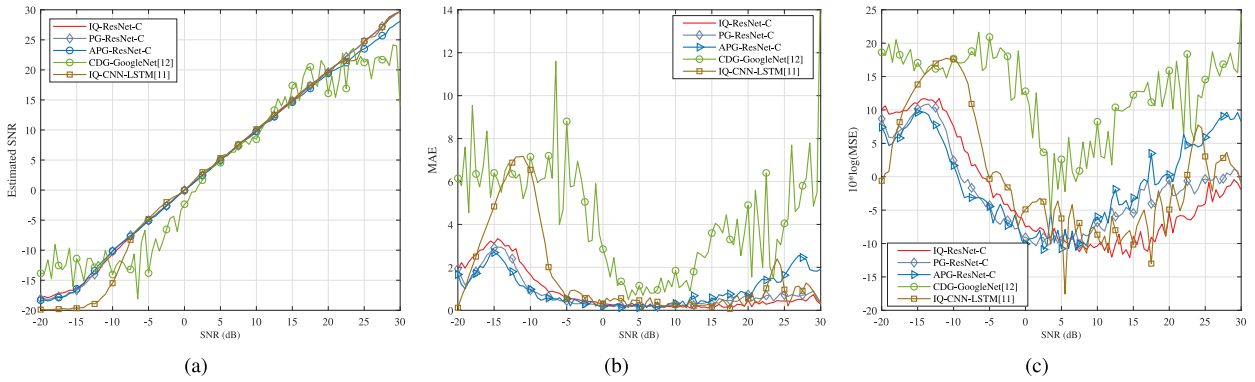 Estimated SNR
30
25
20
15
10
5
0
-5
-10
-15
-20
-20 -15 -10 -5 0 5 10 15 20 25 30
SNR (dB)
IQ-ResNet-C
PG-ResNet-C
APG-ResNet-C
CDG-GoogleNet[12]
IQ-CNN-LSTM[11]
(a)
MAE
14
12
10
8
6
4
2
0
-20 -15 -10 -5 0 5 10 15 20 25 30
SNR (dB)
IQ-ResNet-C
PG-ResNet-C
APG-ResNet-C
CDG-GoogleNet[12]
IQ-CNN-LSTM[11]
(b)
10*log(MSE)
25
20
15
10
5
0
-5
-10
-15
-20
-20 -15 -10 -5 0 5 10 15 20 25 30
SNR (dB)
IQ-ResNet-C
PG-ResNet-C
APG-ResNet-C
CDG-GoogleNet[12]
IQ-CNN-LSTM[11]
(c)